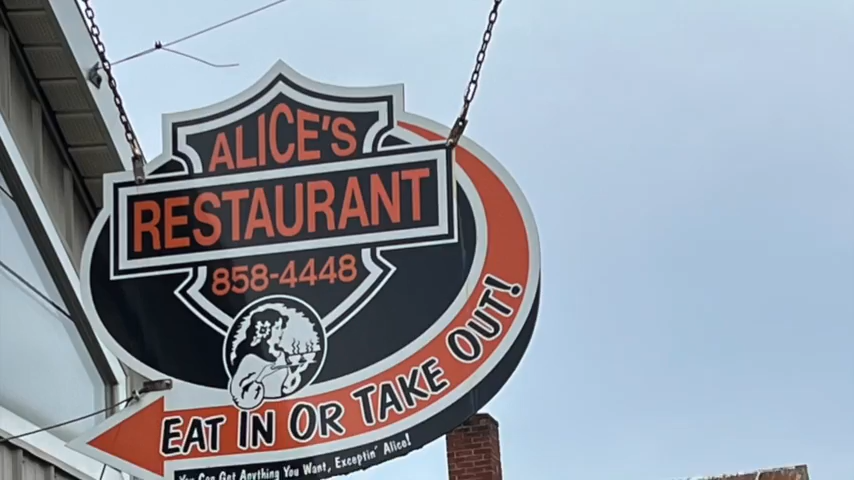 ALICE'S
RESTAURANT
858-4448
EAT IN OR TAKE OUT!
You Can Get Anything You Want, Exceptin' Alice!